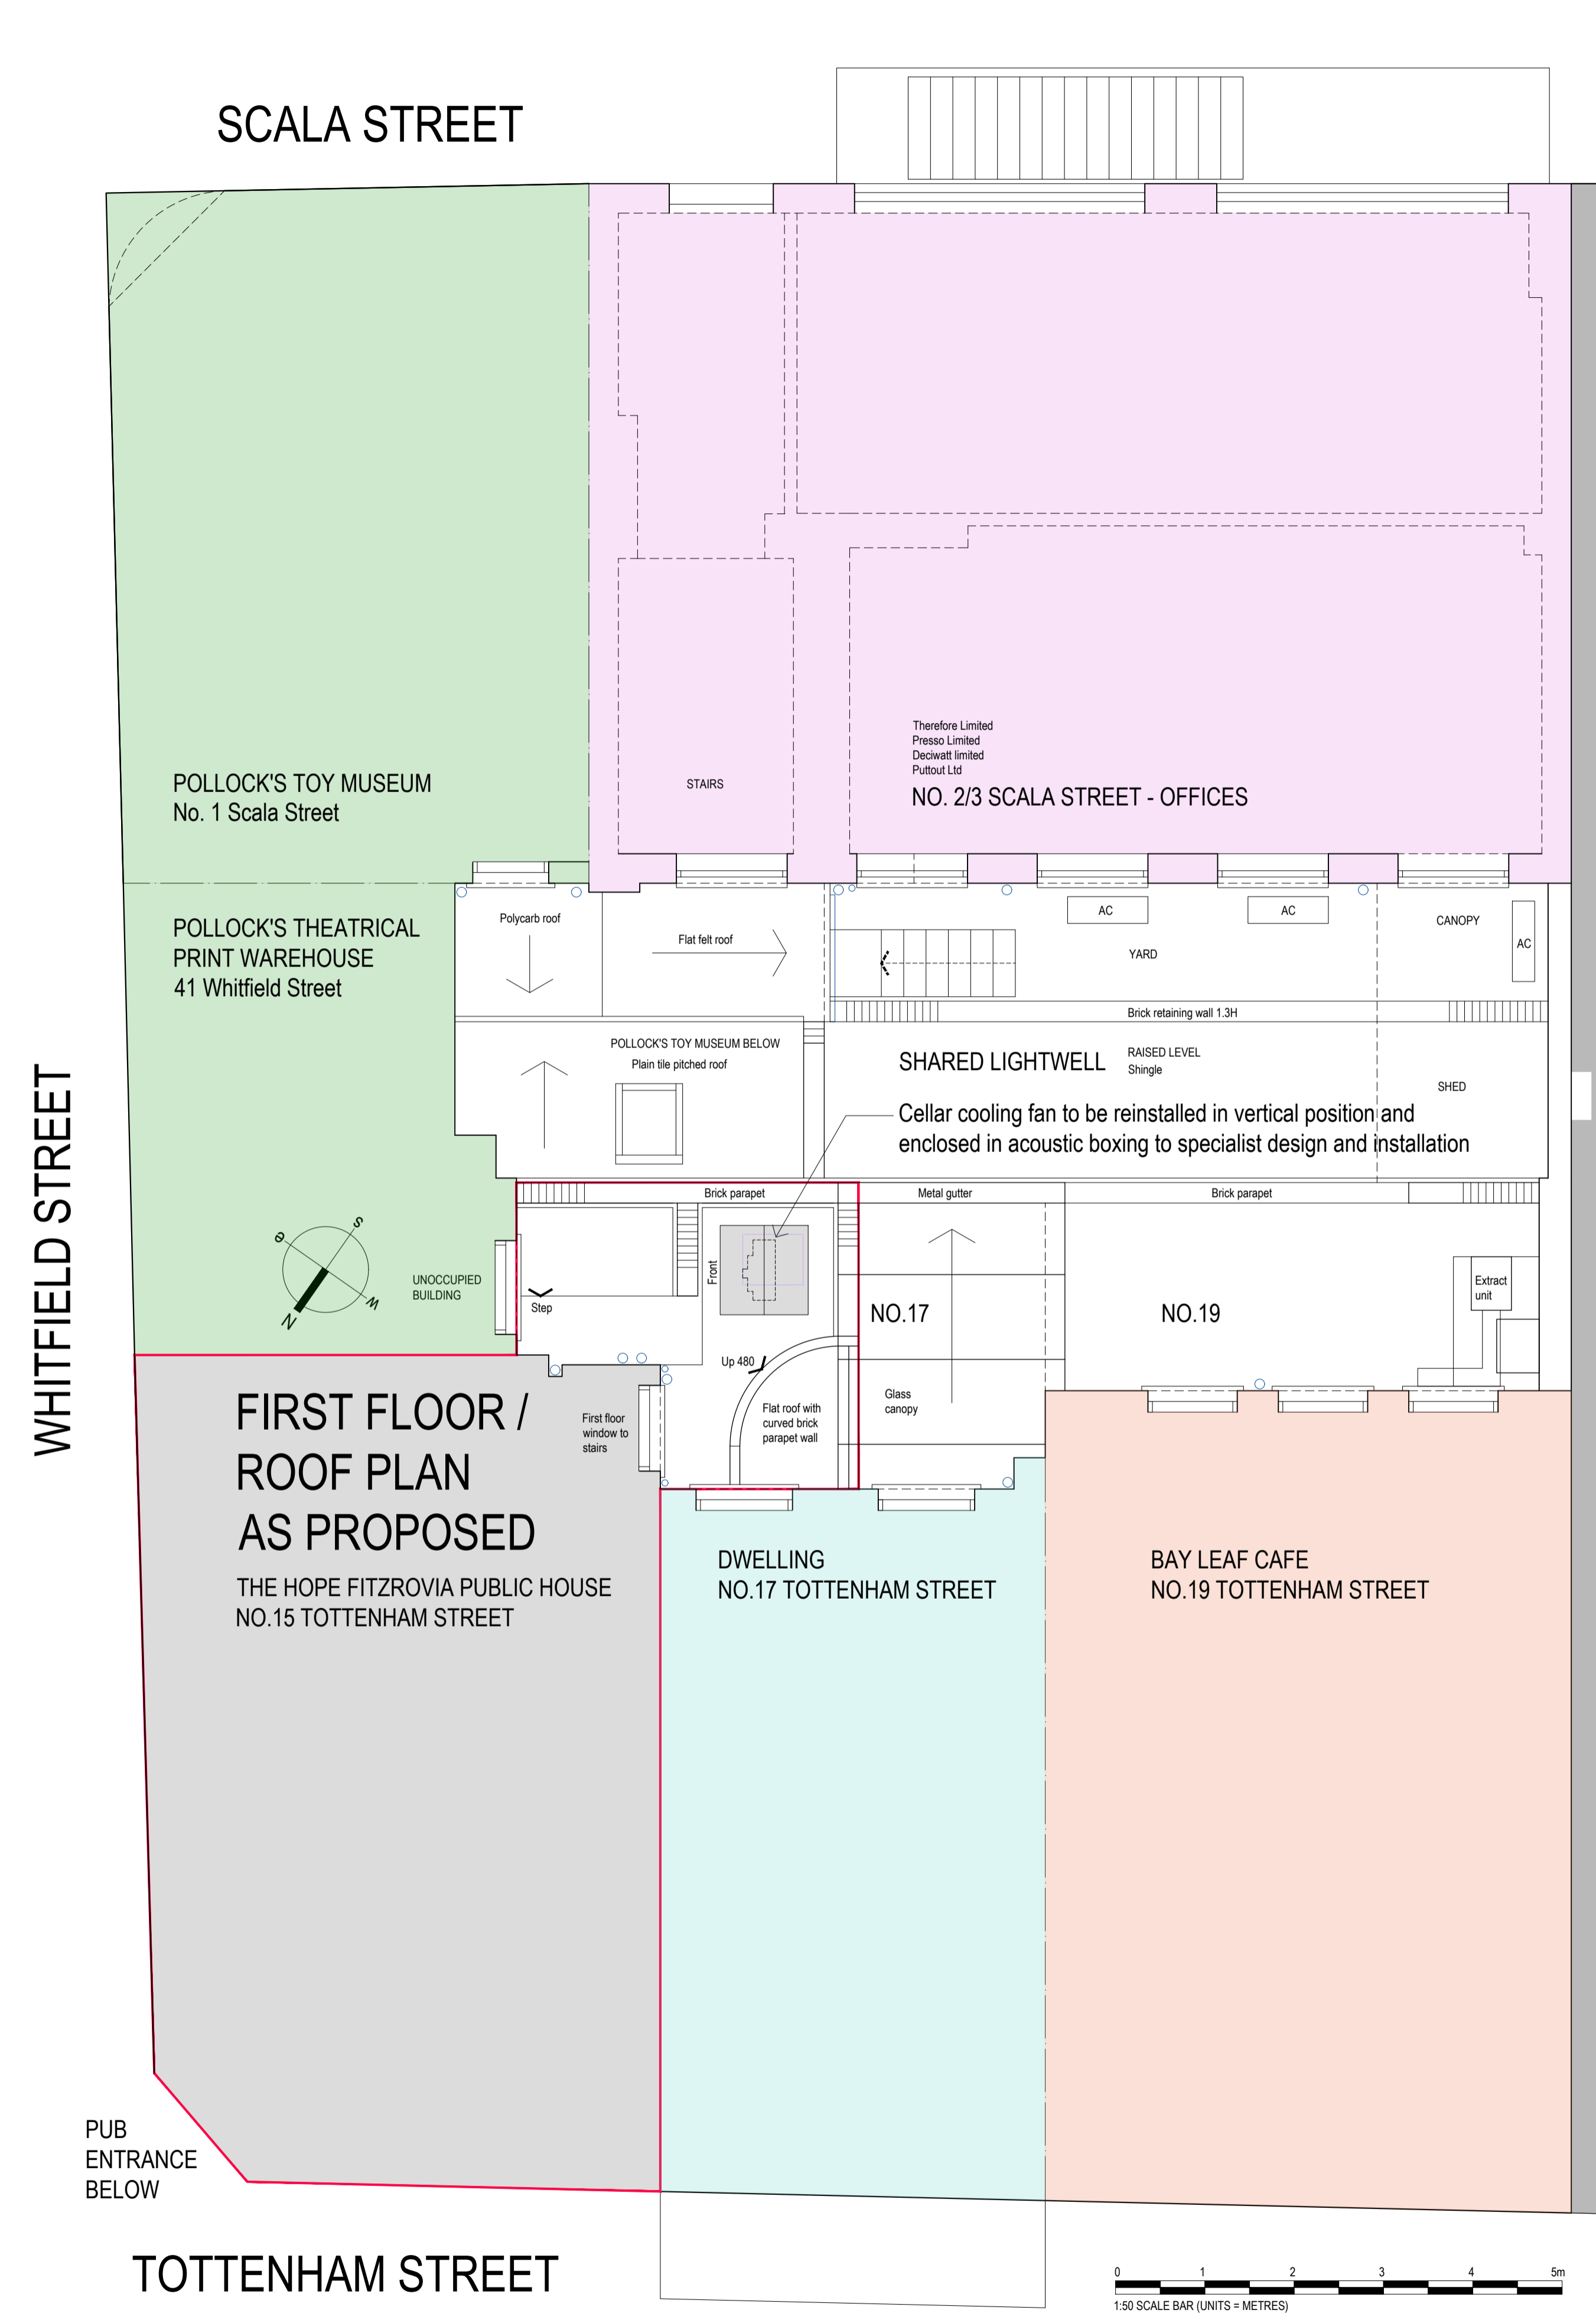 SCALA STREET
Therefore Limited
Presso Limited
Deciwatt limited
Puttout Ltd
NO. 2/3 SCALA STREET - OFFICES
STAIRS
POLLOCK'S TOY MUSEUM
No. 1 Scala Street
POLLOCK'S THEATRICAL
PRINT WAREHOUSE
41 Whitfield Street
Polycarb roof
Flat felt roof
AC
AC
CANOPY
AC
YARD
Brick retaining wall 1.3H
POLLOCK'S TOY MUSEUM BELOW
Plain tile pitched roof
SHARED LIGHTWELL
RAISED LEVEL
Shingle
SHED
Cellar cooling fan to be reinstalled in vertical position and
enclosed in acoustic boxing to specialist design and installation
WHITFIELD STREET
Brick parapet
Metal gutter
Brick parapet
S
e
W
N
UNOCCUPIED
BUILDING
Step
Front
NO.17
NO.19
Extract
unit
Up 480
Glass
canopy
Flat roof with
curved brick
parapet wall
First floor
window to
stairs
FIRST FLOOR /
ROOF PLAN
AS PROPOSED
THE HOPE FITZROVIA PUBLIC HOUSE
NO.15 TOTTENHAM STREET
DWELLING
NO.17 TOTTENHAM STREET
BAY LEAF CAFE
NO.19 TOTTENHAM STREET
PUB
ENTRANCE
BELOW
TOTTENHAM STREET
0 1 2 3 4 5m
1:50 SCALE BAR (UNITS = METRES)